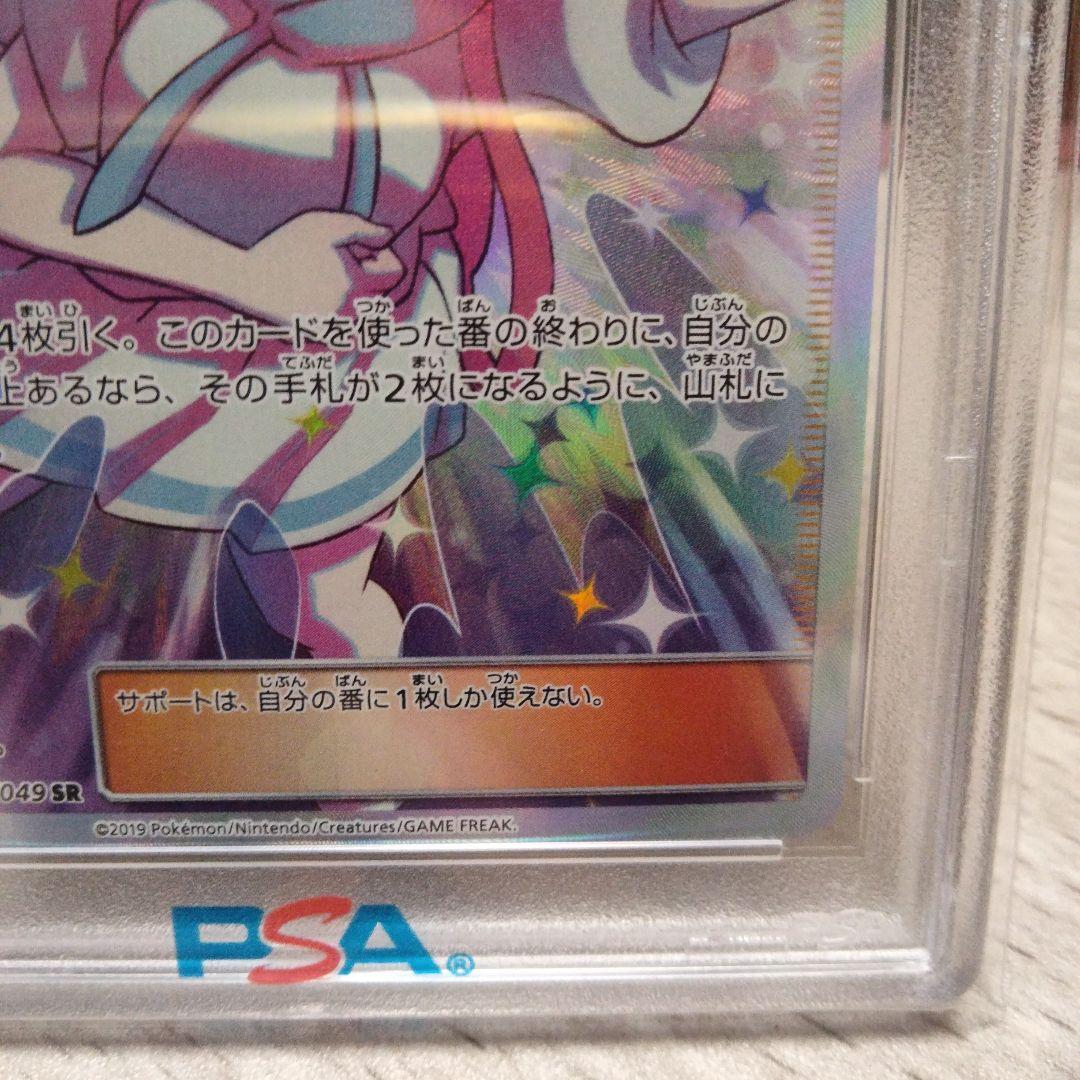 4枚引く。このカードを使った番の終わりに、自分の
上あるなら、その手札が2枚になるように、山札に
サポートは、自分の番に1枚しか使えない。
049 SR
©2019 Pokémon/Nintendo/Creatures/GAME FREAK.
PSA®